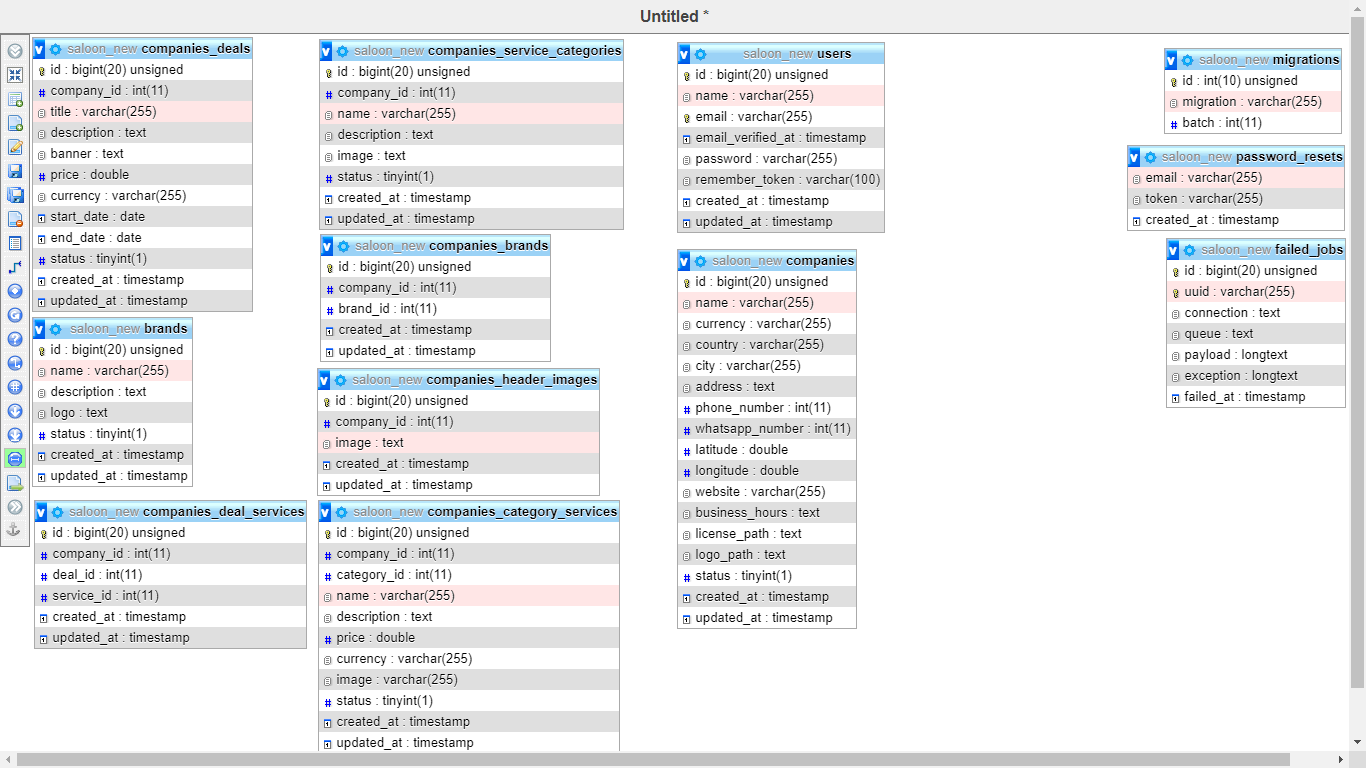 Untitled *
saloon_new companies_deals
id : bigint(20) unsigned
company_id : int(11)
title : varchar(255)
description : text
banner : text
price : double
currency : varchar(255)
start_date : date
end_date : date
status : tinyint(1)
created_at : timestamp
updated_at : timestamp
saloon_new brands
id : bigint(20) unsigned
name : varchar(255)
description : text
logo : text
status : tinyint(1)
created_at : timestamp
updated_at : timestamp
saloon_new companies_deal_services
id : bigint(20) unsigned
company_id : int(11)
deal_id : int(11)
service_id : int(11)
created_at : timestamp
updated_at : timestamp
saloon_new companies_service_categories
id : bigint(20) unsigned
company_id : int(11)
name : varchar(255)
description : text
image : text
status : tinyint(1)
created_at : timestamp
updated_at : timestamp
saloon_new companies_brands
id : bigint(20) unsigned
company_id : int(11)
brand_id : int(11)
created_at : timestamp
updated_at : timestamp
saloon_new companies_header_images
id : bigint(20) unsigned
company_id : int(11)
image : text
created_at : timestamp
updated_at : timestamp
saloon_new companies_category_services
id : bigint(20) unsigned
company_id : int(11)
category_id : int(11)
name : varchar(255)
description : text
price : double
currency : varchar(255)
image : varchar(255)
status : tinyint(1)
created_at : timestamp
updated_at : timestamp
saloon_new users
id : bigint(20) unsigned
name : varchar(255)
email : varchar(255)
email_verified_at : timestamp
password : varchar(255)
remember_token : varchar(100)
created_at : timestamp
updated_at : timestamp
saloon_new companies
id : bigint(20) unsigned
name : varchar(255)
currency : varchar(255)
country : varchar(255)
city : varchar(255)
address : text
phone_number : int(11)
whatsapp_number : int(11)
latitude : double
longitude : double
website : varchar(255)
business_hours : text
license_path : text
logo_path : text
status : tinyint(1)
created_at : timestamp
updated_at : timestamp
saloon_new migrations
id : int(10) unsigned
migration : varchar(255)
batch : int(11)
saloon_new password_resets
email : varchar(255)
token : varchar(255)
created_at : timestamp
saloon_new failed_jobs
id : bigint(20) unsigned
uuid : varchar(255)
connection : text
queue : text
payload : longtext
exception : longtext
failed_at : timestamp